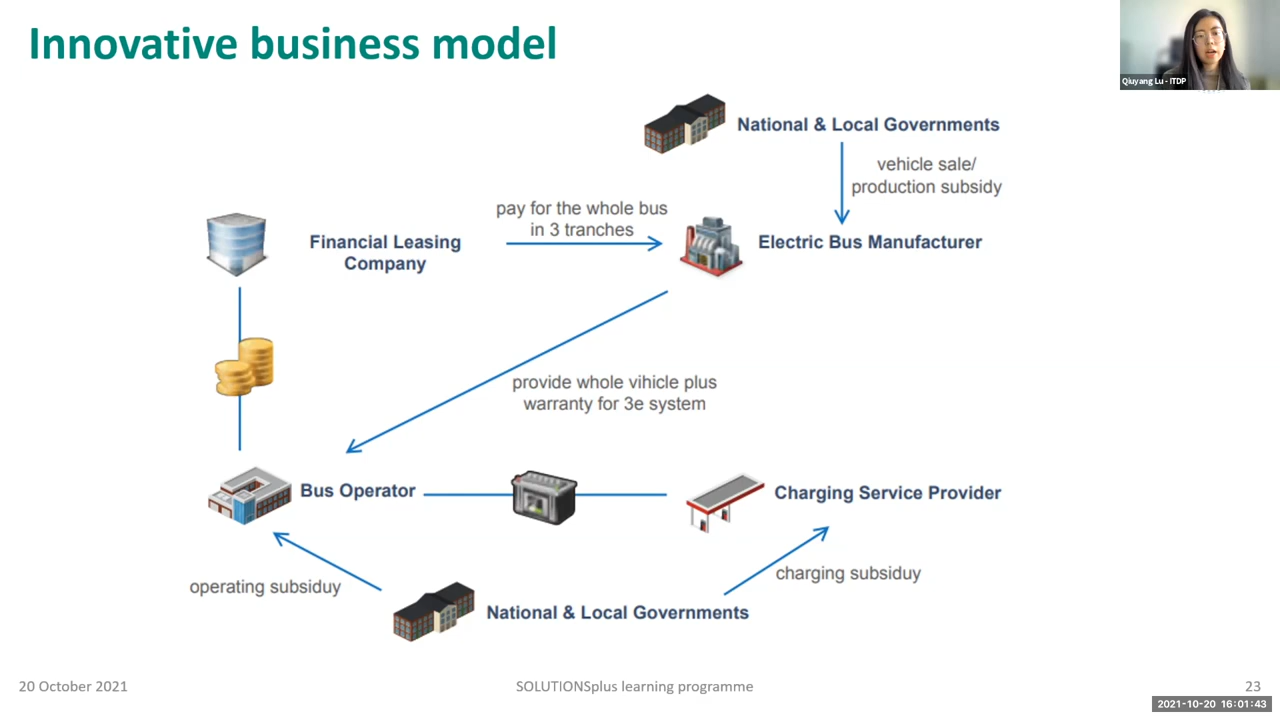 Innovative business model
Qiuyang Lu - ITDP
National & Local Governments
vehicle sale/
production subsidy
pay for the whole bus
in 3 tranches
Financial Leasing
Company
Electric Bus Manufacturer
provide whole vihicle plus
warranty for 3e system
Bus Operator
Charging Service Provider
operating subsiduy
charging subsiduy
National & Local Governments
20 October 2021
SOLUTIONSplus learning programme
23
2021-10-20 16:01:43